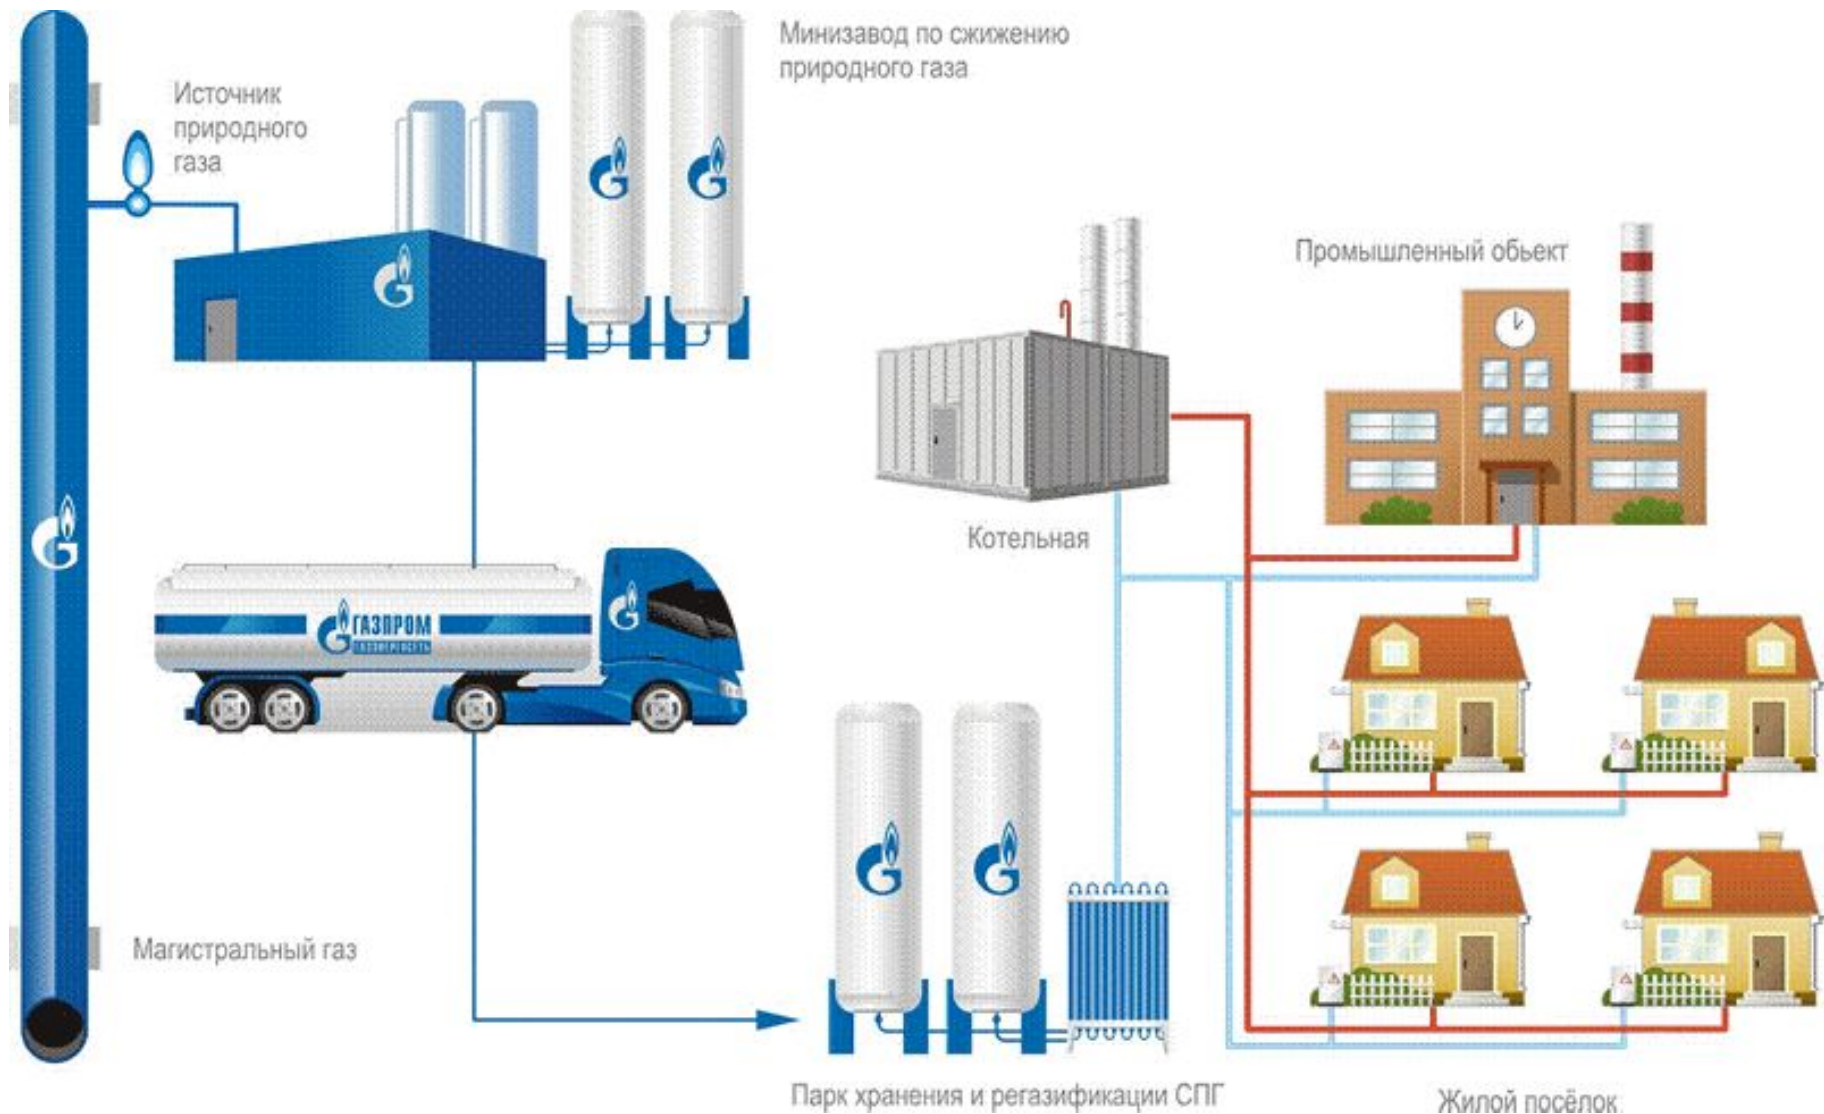 Минизавод по сжижению
природного газа
Источник
природного
газа
Промышленный обьект
Котельная
ГАЗПРОМ
ГАЗЭНЕРГОСЕТЬ
Магистральный газ
Парк хранения и регазификации СПГ
Жилой посёлок